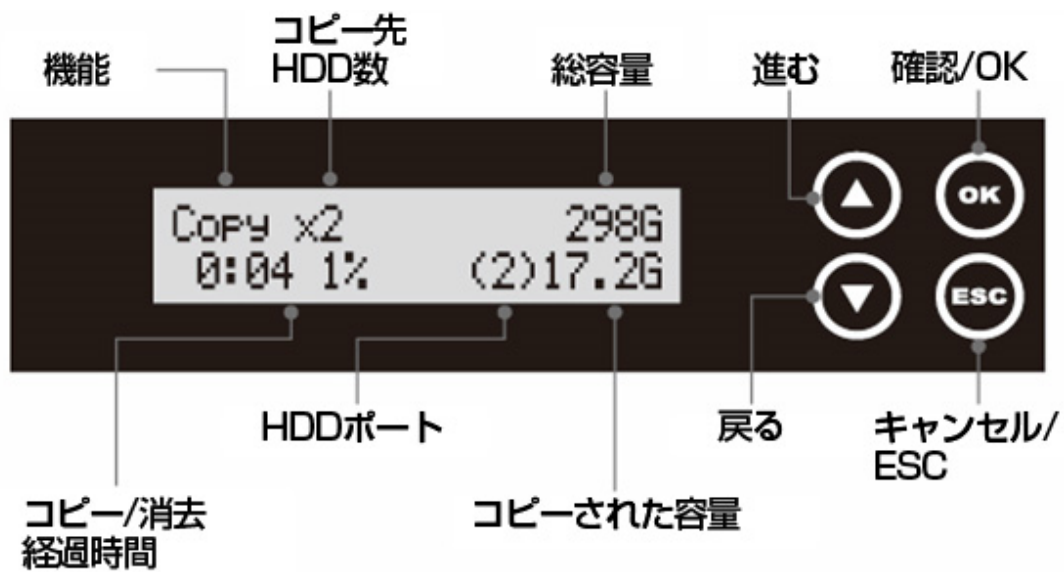 コピー先
HDD数
機能
総容量
進む
確認/OK
Copy x2 298G
0:04 1% (2)17.2G
OK
ESC
HDDポート
戻る
キャンセル/
ESC
コピー/消去
経過時間
コピーされた容量